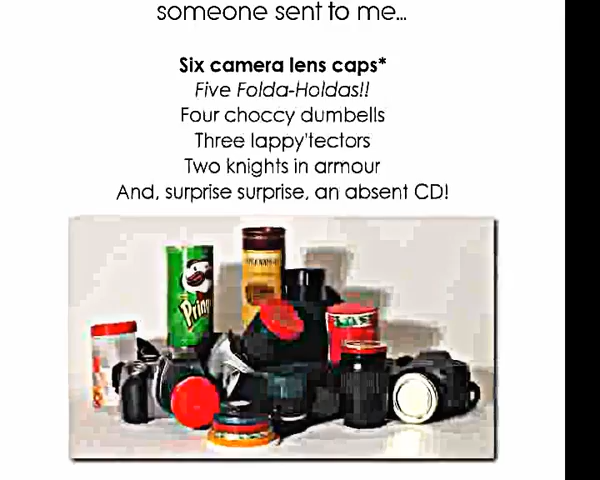 someone sent to me...
Six camera lens caps*
Five Folda-Holdas!!
Four choccy dumbells
Three lappy'tectors
Two knights in armour
And, surprise surprise, an absent CD!
Pringles